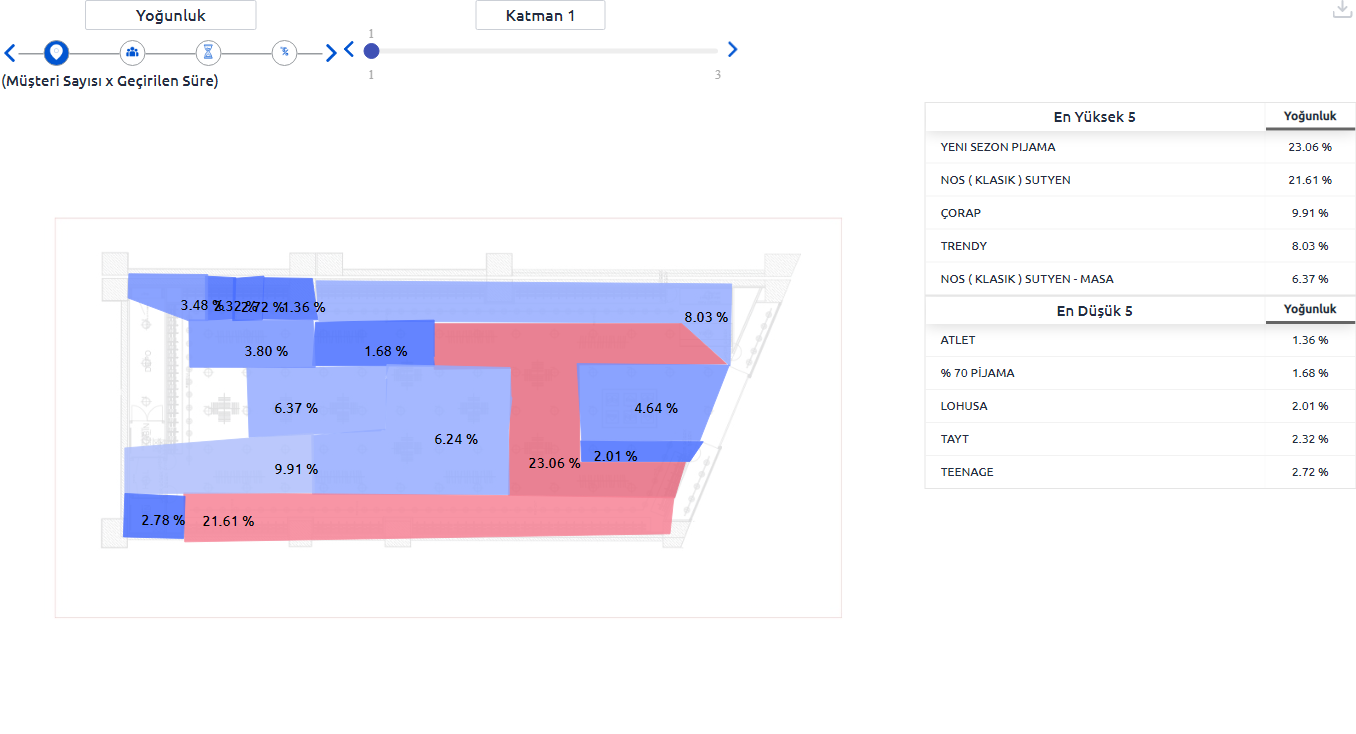 Yoğunluk
Katman 1
1
1
3
(Müşteri Sayısı x Geçirilen Süre)
En Yüksek 5 Yoğunluk
YENI SEZON PIJAMA 23.06 %
NOS ( KLASIK ) SUTYEN 21.61 %
ÇORAP 9.91 %
TRENDY 8.03 %
NOS ( KLASIK ) SUTYEN - MASA 6.37 %
En Düşük 5 Yoğunluk
ATLET 1.36 %
% 70 PİJAMA 1.68 %
LOHUSA 2.01 %
TAYT 2.32 %
TEENAGE 2.72 %
3.48 % 2.32 % 2.72 % 1.36 %
8.03 %
3.80 % 1.68 %
6.37 % 4.64 %
6.24 %
2.01 %
9.91 % 23.06 %
2.78 % 21.61 %